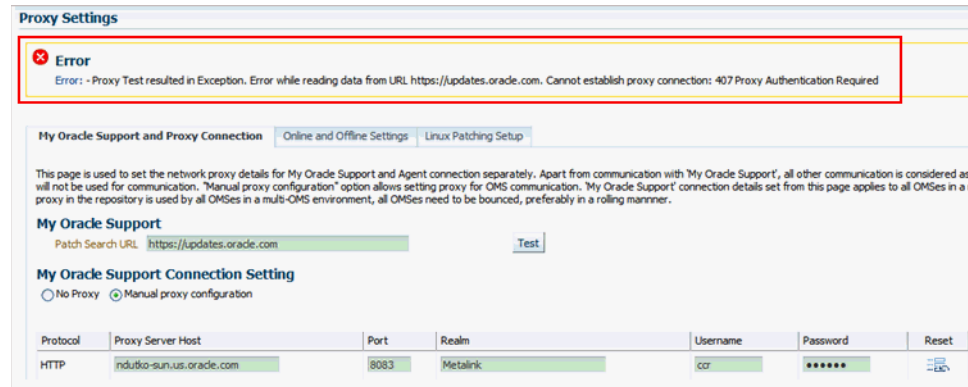 Proxy Settings
Error
Error: - Proxy Test resulted in Exception. Error while reading data from URL https://updates.oracle.com. Cannot establish proxy connection: 407 Proxy Authentication Required
My Oracle Support and Proxy Connection Online and Offline Settings Linux Patching Setup
This page is used to set the network proxy details for My Oracle Support and Agent connection separately. Apart from communication with 'My Oracle Support', all other communication is considered as
will not be used for communication. "Manual proxy configuration" option allows setting proxy for OMS communication. 'My Oracle Support' connection details set from this page applies to all OMSes in a
proxy in the repository is used by all OMSes in a multi-OMS environment, all OMSes need to be bounced, preferably in a rolling mannner.
My Oracle Support
Patch Search URL https://updates.oracle.com Test
My Oracle Support Connection Setting
No Proxy Manual proxy configuration
Protocol Proxy Server Host Port Realm Username Password Reset
HTTP ndutko-sun.us.oracle.com 8083 Metalink ccr ●●●●●●